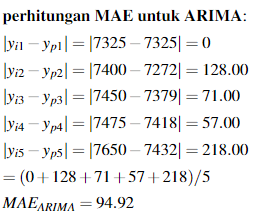 perhitungan MAE untuk ARIMA:
|y_{i1} − y_{p1}| = |7325 − 7325| = 0
|y_{i2} − y_{p2}| = |7400 − 7272| = 128.00
|y_{i3} − y_{p3}| = |7450 − 7379| = 71.00
|y_{i4} − y_{p4}| = |7475 − 7418| = 57.00
|y_{i5} − y_{p5}| = |7650 − 7432| = 218.00
= (0 + 128 + 71 + 57 + 218)/5
MAE_{ARIMA} = 94.92